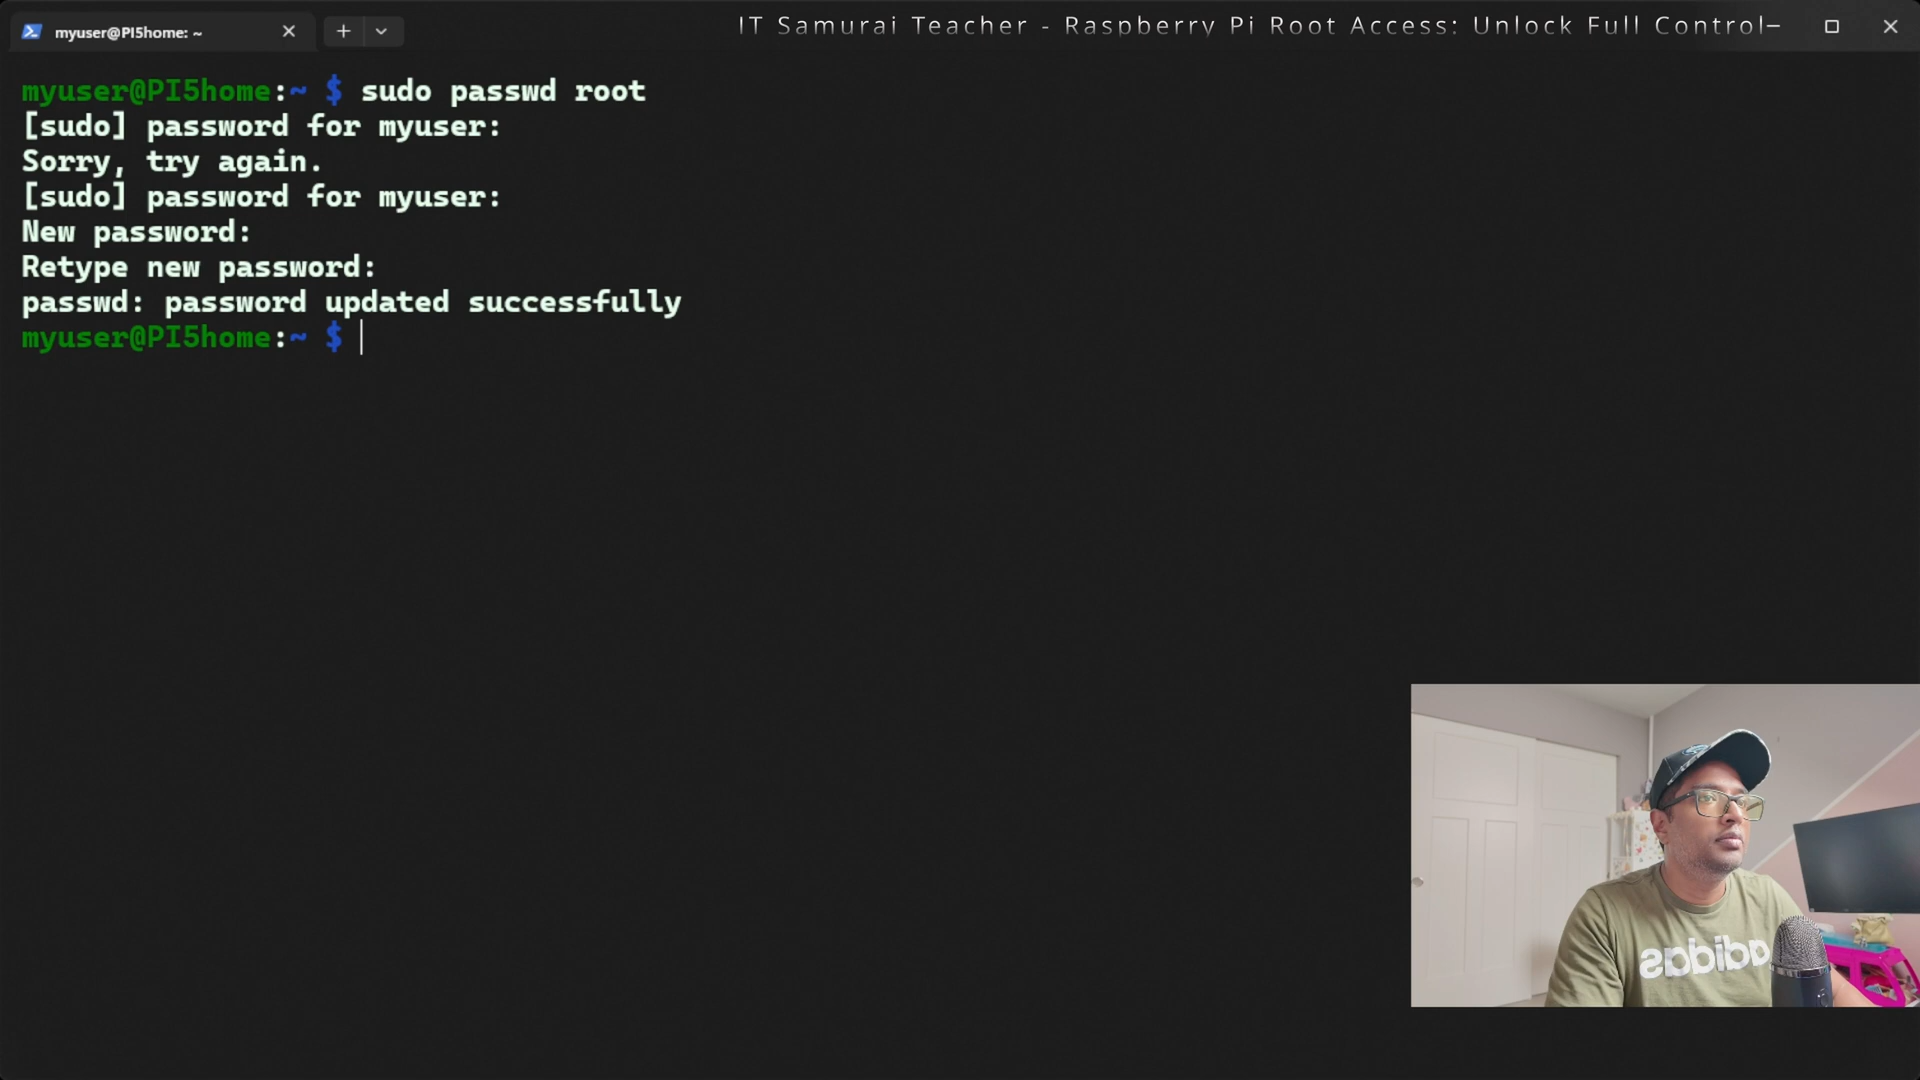 myuser@PI5home: ~
IT Samurai Teacher - Raspberry Pi Root Access: Unlock Full Control
myuser@PI5home:~ $ sudo passwd root
[sudo] password for myuser:
Sorry, try again.
[sudo] password for myuser:
New password:
Retype new password:
passwd: password updated successfully
myuser@PI5home:~ $
adidas